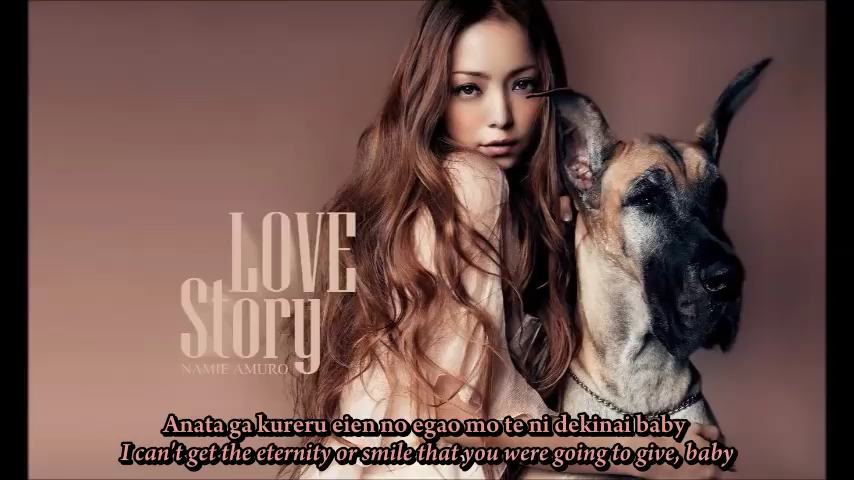 LOVE
Story
NAMIE AMURO
Anata ga kureru eien no egao mo te ni dekinai baby
I can't get the eternity or smile that you were going to give, baby